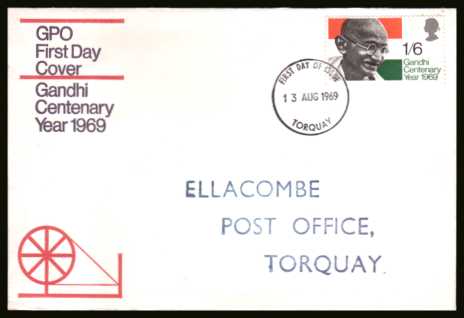 GPO
First Day
Cover
Gandhi
Centenary
Year 1969
1/6
Gandhi
Centenary
Year 1969
FIRST DAY OF ISSUE
13 AUG 1969
TORQUAY
ELLACOMBE
POST OFFICE,
TORQUAY.